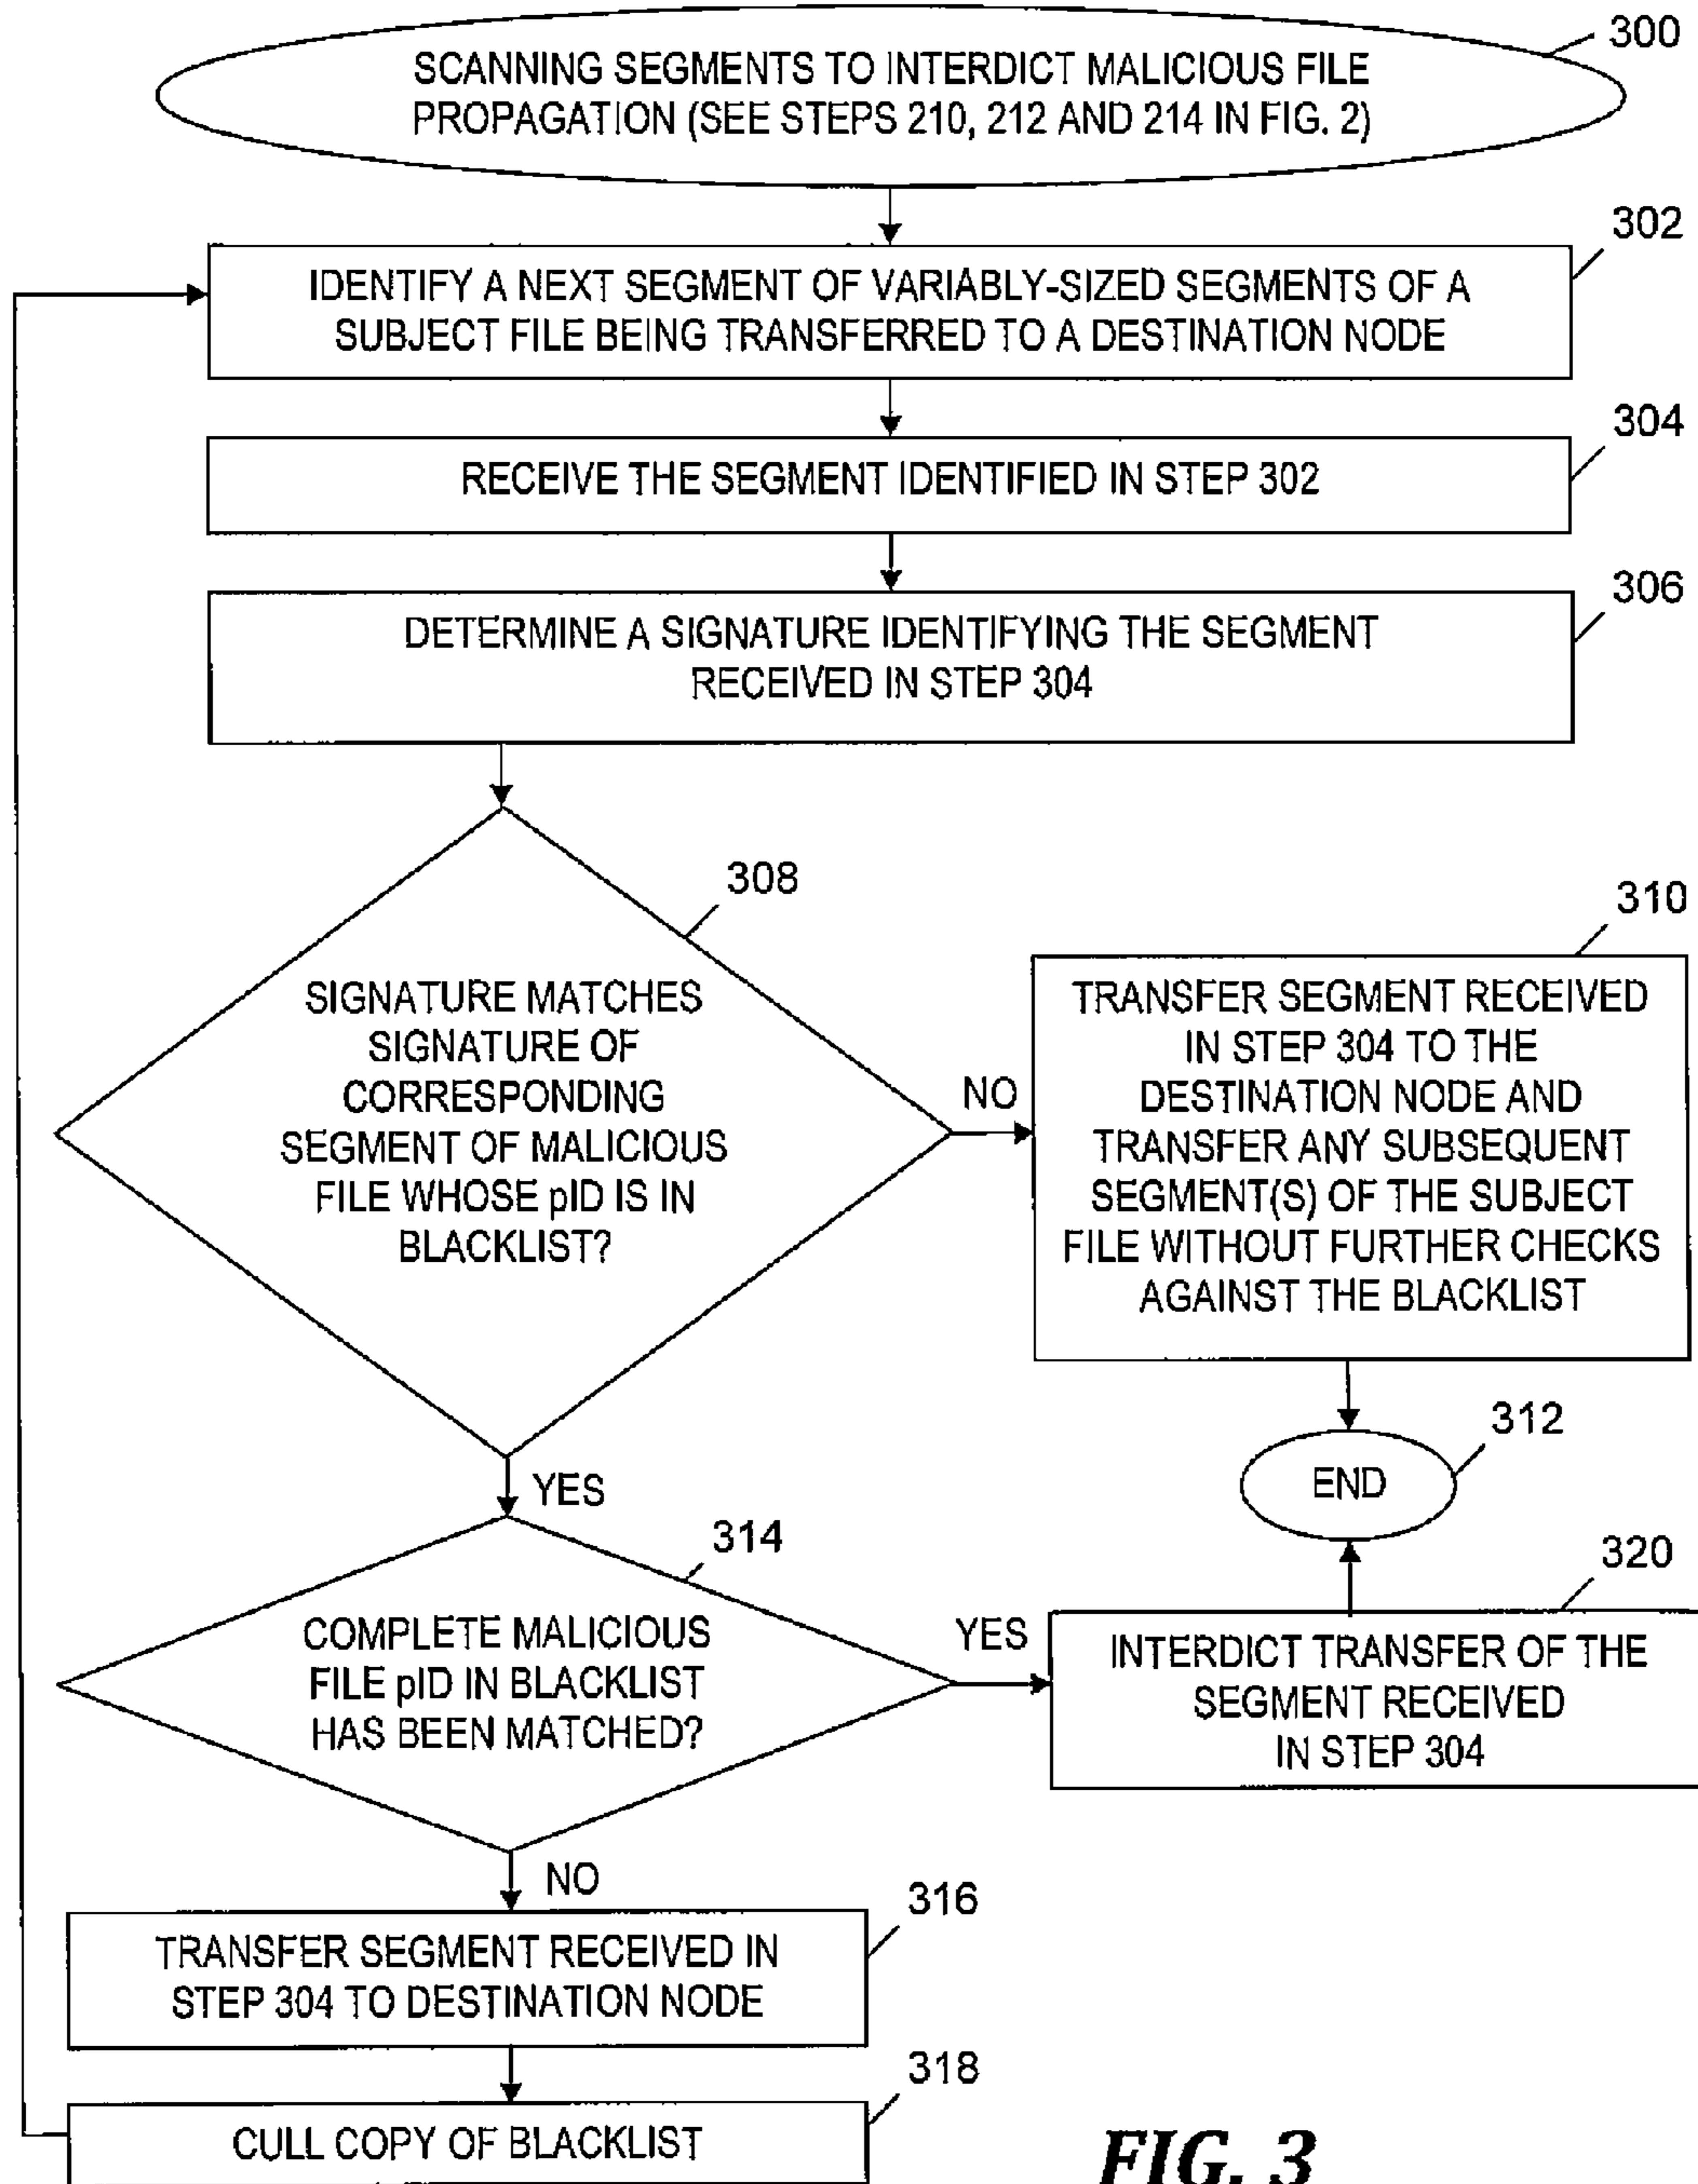 300
SCANNING SEGMENTS TO INTERDICT MALICIOUS FILE
PROPAGATION (SEE STEPS 210, 212 AND 214 IN FIG. 2)
302
IDENTIFY A NEXT SEGMENT OF VARIABLY-SIZED SEGMENTS OF A
SUBJECT FILE BEING TRANSFERRED TO A DESTINATION NODE
304
RECEIVE THE SEGMENT IDENTIFIED IN STEP 302
306
DETERMINE A SIGNATURE IDENTIFYING THE SEGMENT
RECEIVED IN STEP 304
308
SIGNATURE MATCHES
SIGNATURE OF
CORRESPONDING
SEGMENT OF MALICIOUS
FILE WHOSE pID IS IN
BLACKLIST?
NO
310
TRANSFER SEGMENT RECEIVED
IN STEP 304 TO THE
DESTINATION NODE AND
TRANSFER ANY SUBSEQUENT
SEGMENT(S) OF THE SUBJECT
FILE WITHOUT FURTHER CHECKS
AGAINST THE BLACKLIST
312
END
YES
314
COMPLETE MALICIOUS
FILE pID IN BLACKLIST
HAS BEEN MATCHED?
YES
320
INTERDICT TRANSFER OF THE
SEGMENT RECEIVED
IN STEP 304
NO
316
TRANSFER SEGMENT RECEIVED IN
STEP 304 TO DESTINATION NODE
318
CULL COPY OF BLACKLIST
FIG. 3